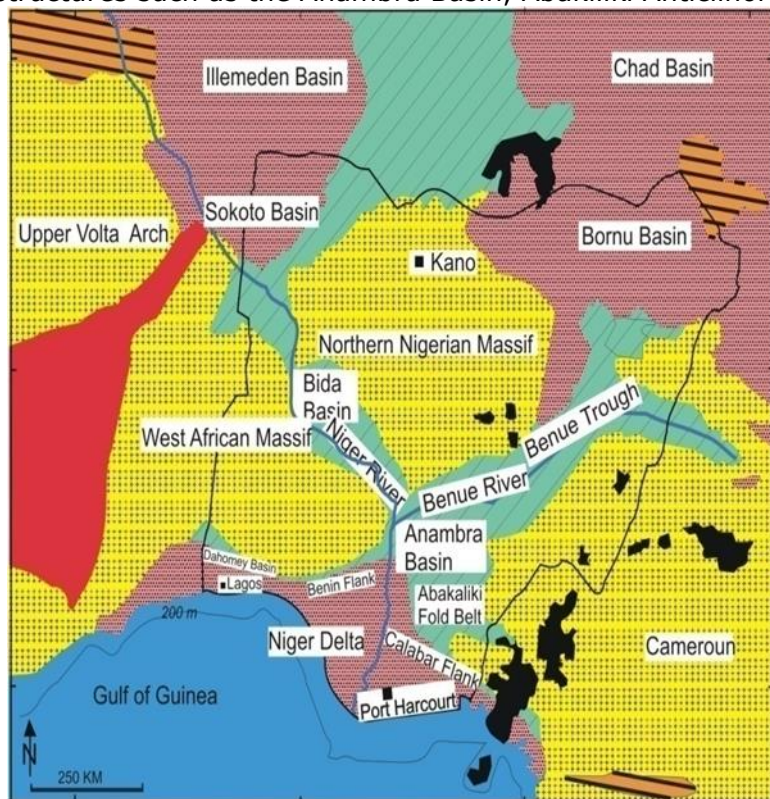 Illemeden Basin
Chad Basin
Sokoto Basin
Upper Volta Arch
Bornu Basin
Kano
Northern Nigerian Massif
Bida
Basin
West African Massif
Niger River
Benue Trough
Benue River
Anambra
Basin
Dahomey Basin
Lagos
Benin Flank
Abakaliki
Fold Belt
200 m
Niger Delta
Calabar Flank
Cameroun
Gulf of Guinea
Port Harcourt
N
250 KM